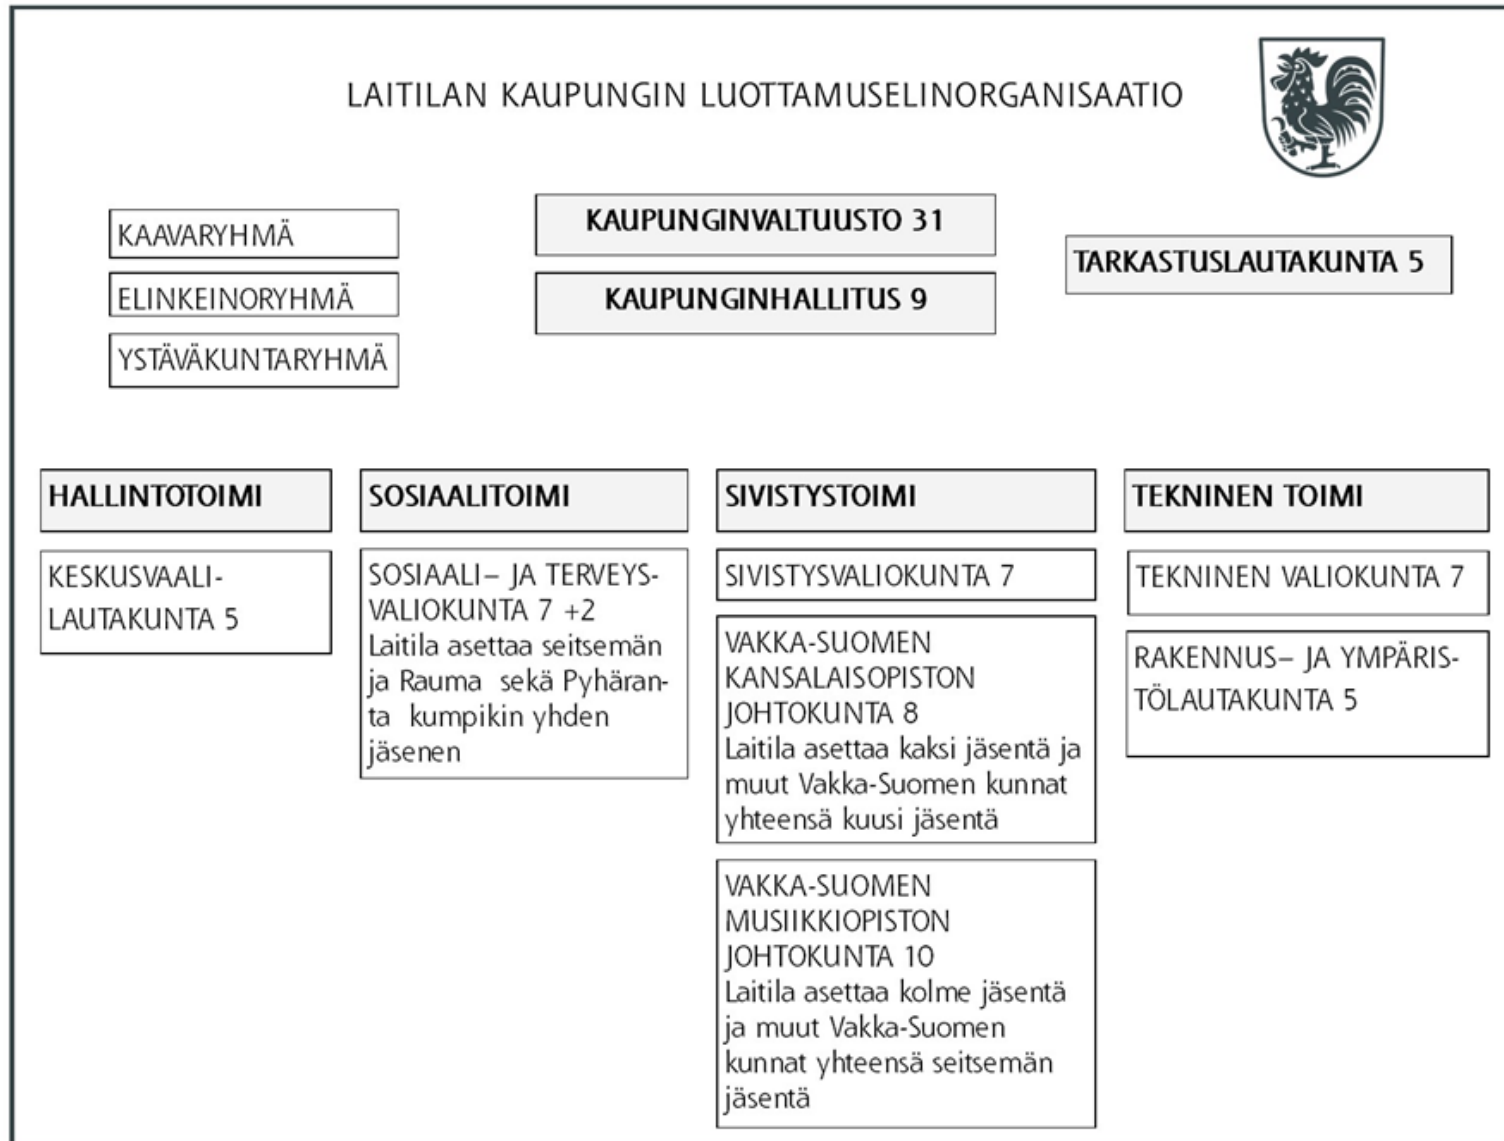 LAITILAN KAUPUNGIN LUOTTAMUSELINORGANISAATIO
KAAVARYHMÄ
ELINKEINORYHMÄ
YSTÄVÄKUNTARYHMÄ
KAUPUNGINVALTUUSTO 31
KAUPUNGINHALLITUS 9
TARKASTUSLAUTAKUNTA 5
HALLINTOTOIMI
KESKUSVAALI-
LAUTAKUNTA 5
SOSIAALITOIMI
SOSIAALI– JA TERVEYS-
VALIOKUNTA 7 +2
Laitila asettaa seitsemän
ja Rauma sekä Pyhäran-
ta kumpikin yhden
jäsenen
SIVISTYSTOIMI
SIVISTYSVALIOKUNTA 7
VAKKA-SUOMEN
KANSALAISOPISTON
JOHTOKUNTA 8
Laitila asettaa kaksi jäsentä ja
muut Vakka-Suomen kunnat
yhteensä kuusi jäsentä
VAKKA-SUOMEN
MUSIIKKIOPISTON
JOHTOKUNTA 10
Laitila asettaa kolme jäsentä
ja muut Vakka-Suomen
kunnat yhteensä seitsemän
jäsentä
TEKNINEN TOIMI
TEKNINEN VALIOKUNTA 7
RAKENNUS– JA YMPÄRIS-
TÖLAUTAKUNTA 5